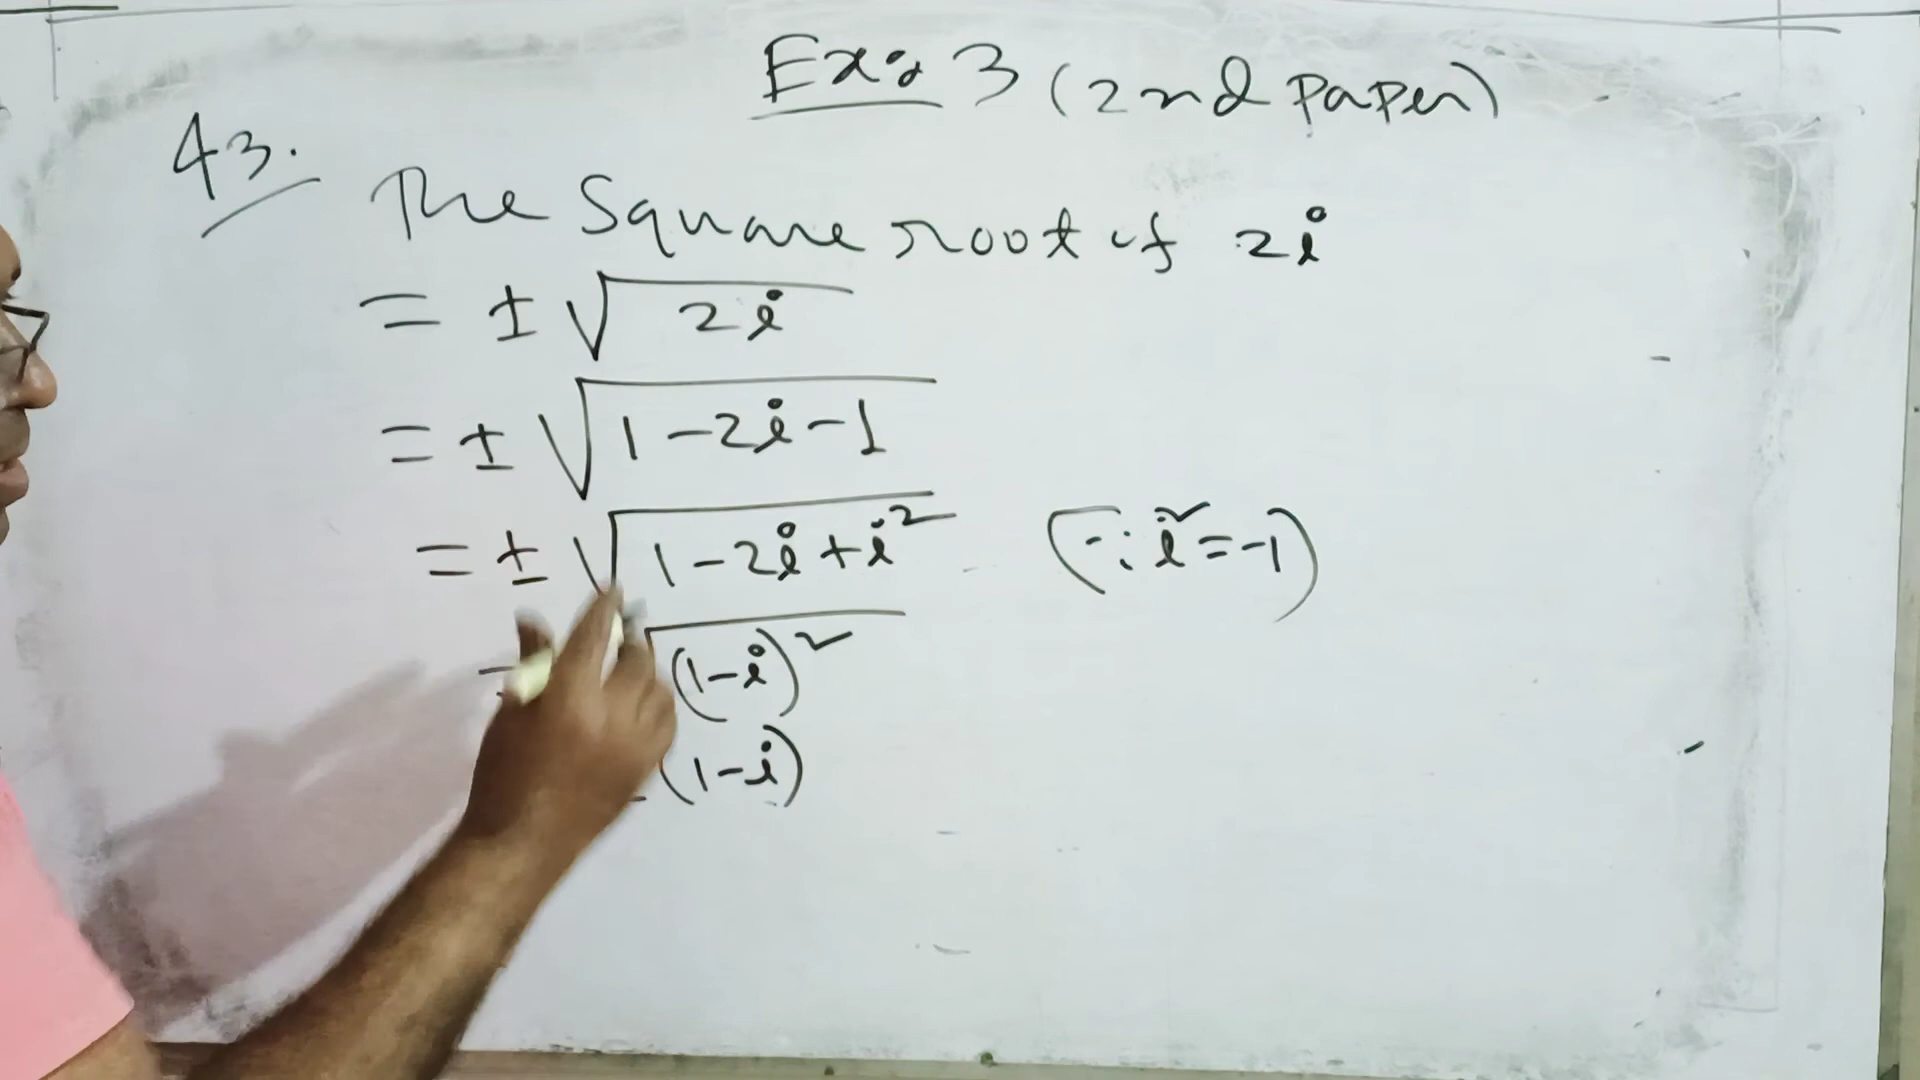 Ex: 3 (2nd paper)
43.
The square root of 2i
= ± √2i
= ± √1-2i-1
= ± √1-2i+i² (∵ i²=-1)
= (1-i)²
(1-i)